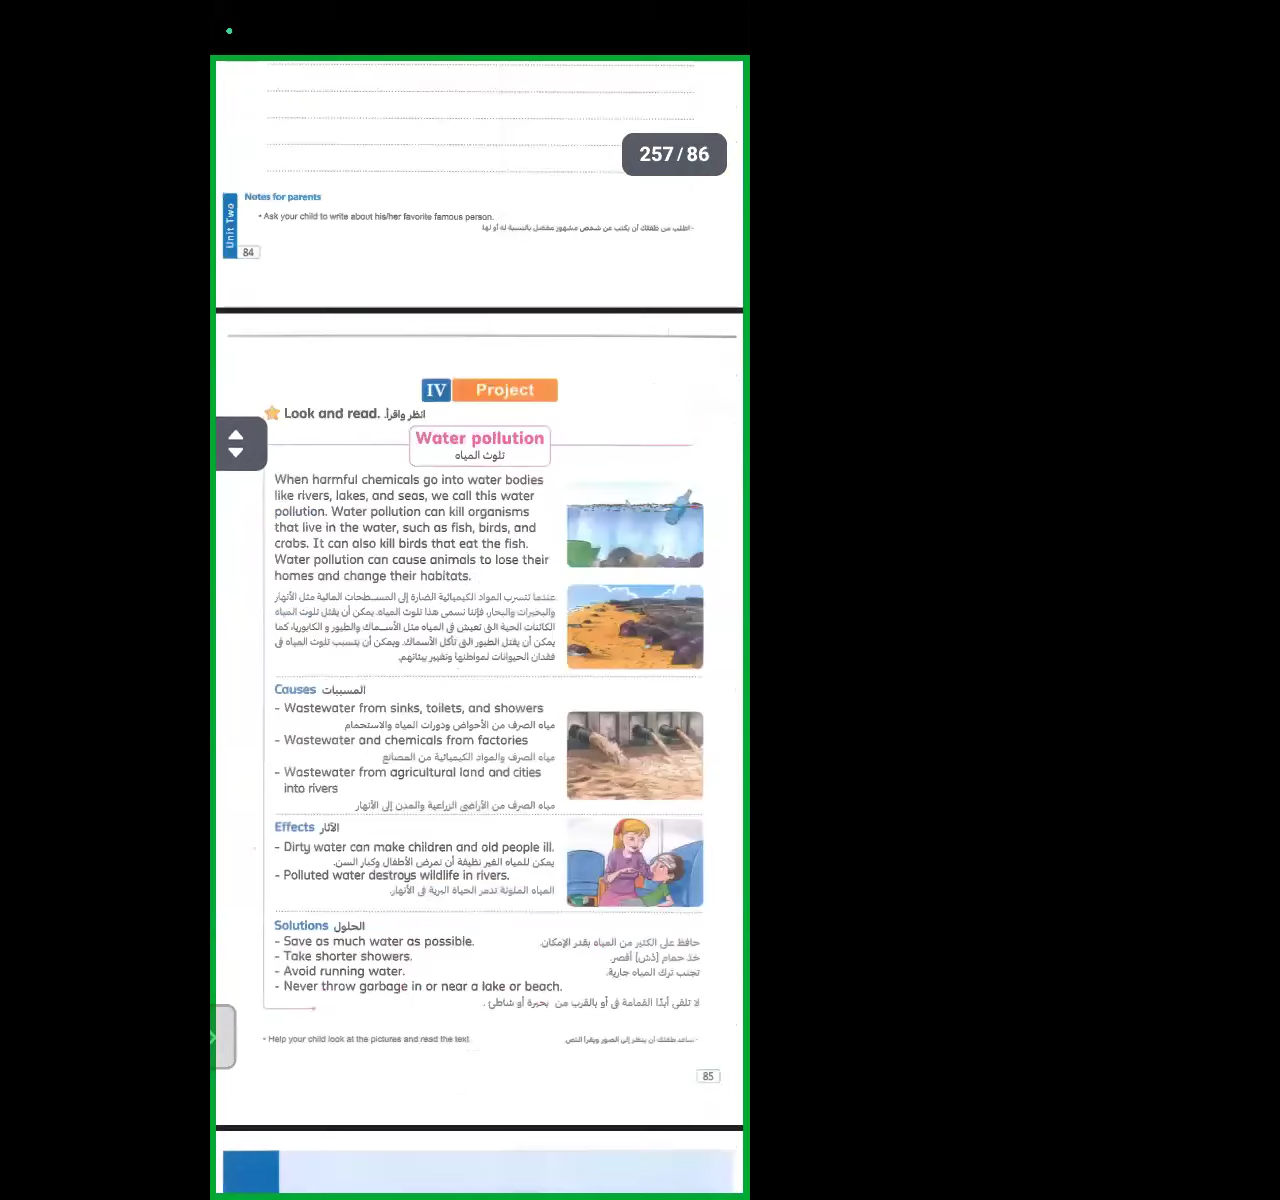 257/86
Notes for parents
• Ask your child to write about his/her favorite famous person.
- اطلب من طفلك أن يكتب عن شخص مشهور مفضل بالنسبة له أو لها
Unit Two
84
IV Project
Look and read. انظر واقرأ.
Water pollution
تلوث المياه
When harmful chemicals go into water bodies
like rivers, lakes, and seas, we call this water
pollution. Water pollution can kill organisms
that live in the water, such as fish, birds, and
crabs. It can also kill birds that eat the fish.
Water pollution can cause animals to lose their
homes and change their habitats.
عندما تتسرب المواد الكيميائية الضارة إلى المسطحات المائية مثل الأنهار
والبحيرات والبحار، فإننا نسمى هذا تلوث المياه. يمكن أن يقتل تلوث المياه
الكائنات الحية التى تعيش فى المياه مثل الأسماك والطيور و الكابوريا، كما
يمكن أن يقتل الطيور التى تأكل الأسماك. ويمكن أن يتسبب تلوث المياه فى
فقدان الحيوانات لمواطنها وتغيير بيئاتهم.
Causes المسببات
- Wastewater from sinks, toilets, and showers
مياه الصرف من الأحواض ودورات المياه والاستحمام
- Wastewater and chemicals from factories
مياه الصرف والمواد الكيميائية من المصانع
- Wastewater from agricultural land and cities
into rivers
مياه الصرف من الأراضى الزراعية والمدن إلى الأنهار
Effects الآثار
- Dirty water can make children and old people ill.
يمكن للمياه الغير نظيفة أن تمرض الأطفال وكبار السن.
- Polluted water destroys wildlife in rivers.
المياه الملوثة تدمر الحياة البرية فى الأنهار.
Solutions الحلول
- Save as much water as possible. حافظ على الكثير من المياه بقدر الإمكان.
- Take shorter showers. خذ حمام [دُش] أقصر.
- Avoid running water. تجنب ترك المياه جارية.
- Never throw garbage in or near a lake or beach.
لا تلقى أبدًا القمامة فى أو بالقرب من بحيرة أو شاطئ .
• Help your child look at the pictures and read the text. - ساعد طفلك أن ينظر إلى الصور ويقرأ النص
85